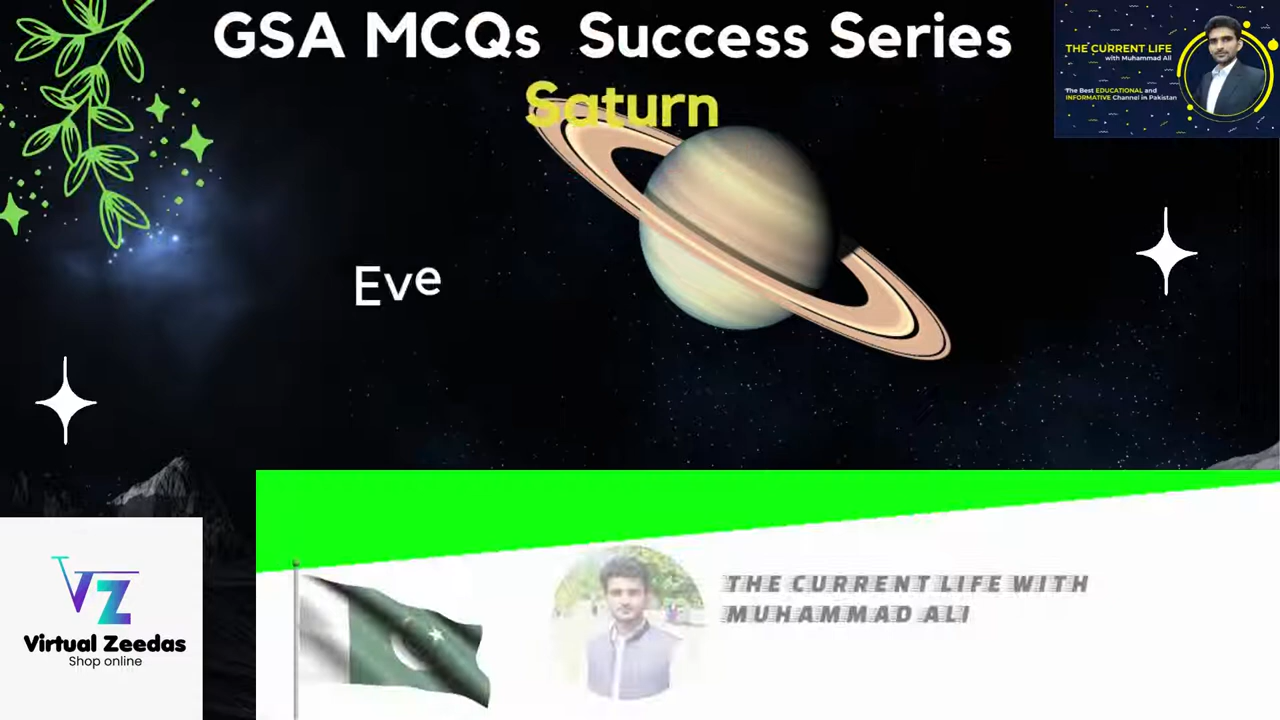 GSA MCQs Success Series
Saturn
THE CURRENT LIFE
with Muhammad Ali
The Best EDUCATIONAL and
INFORMATIVE Channel in Pakistan
Eve
VZ
Virtual Zeedas
Shop online
THE CURRENT LIFE WITH
MUHAMMAD ALI